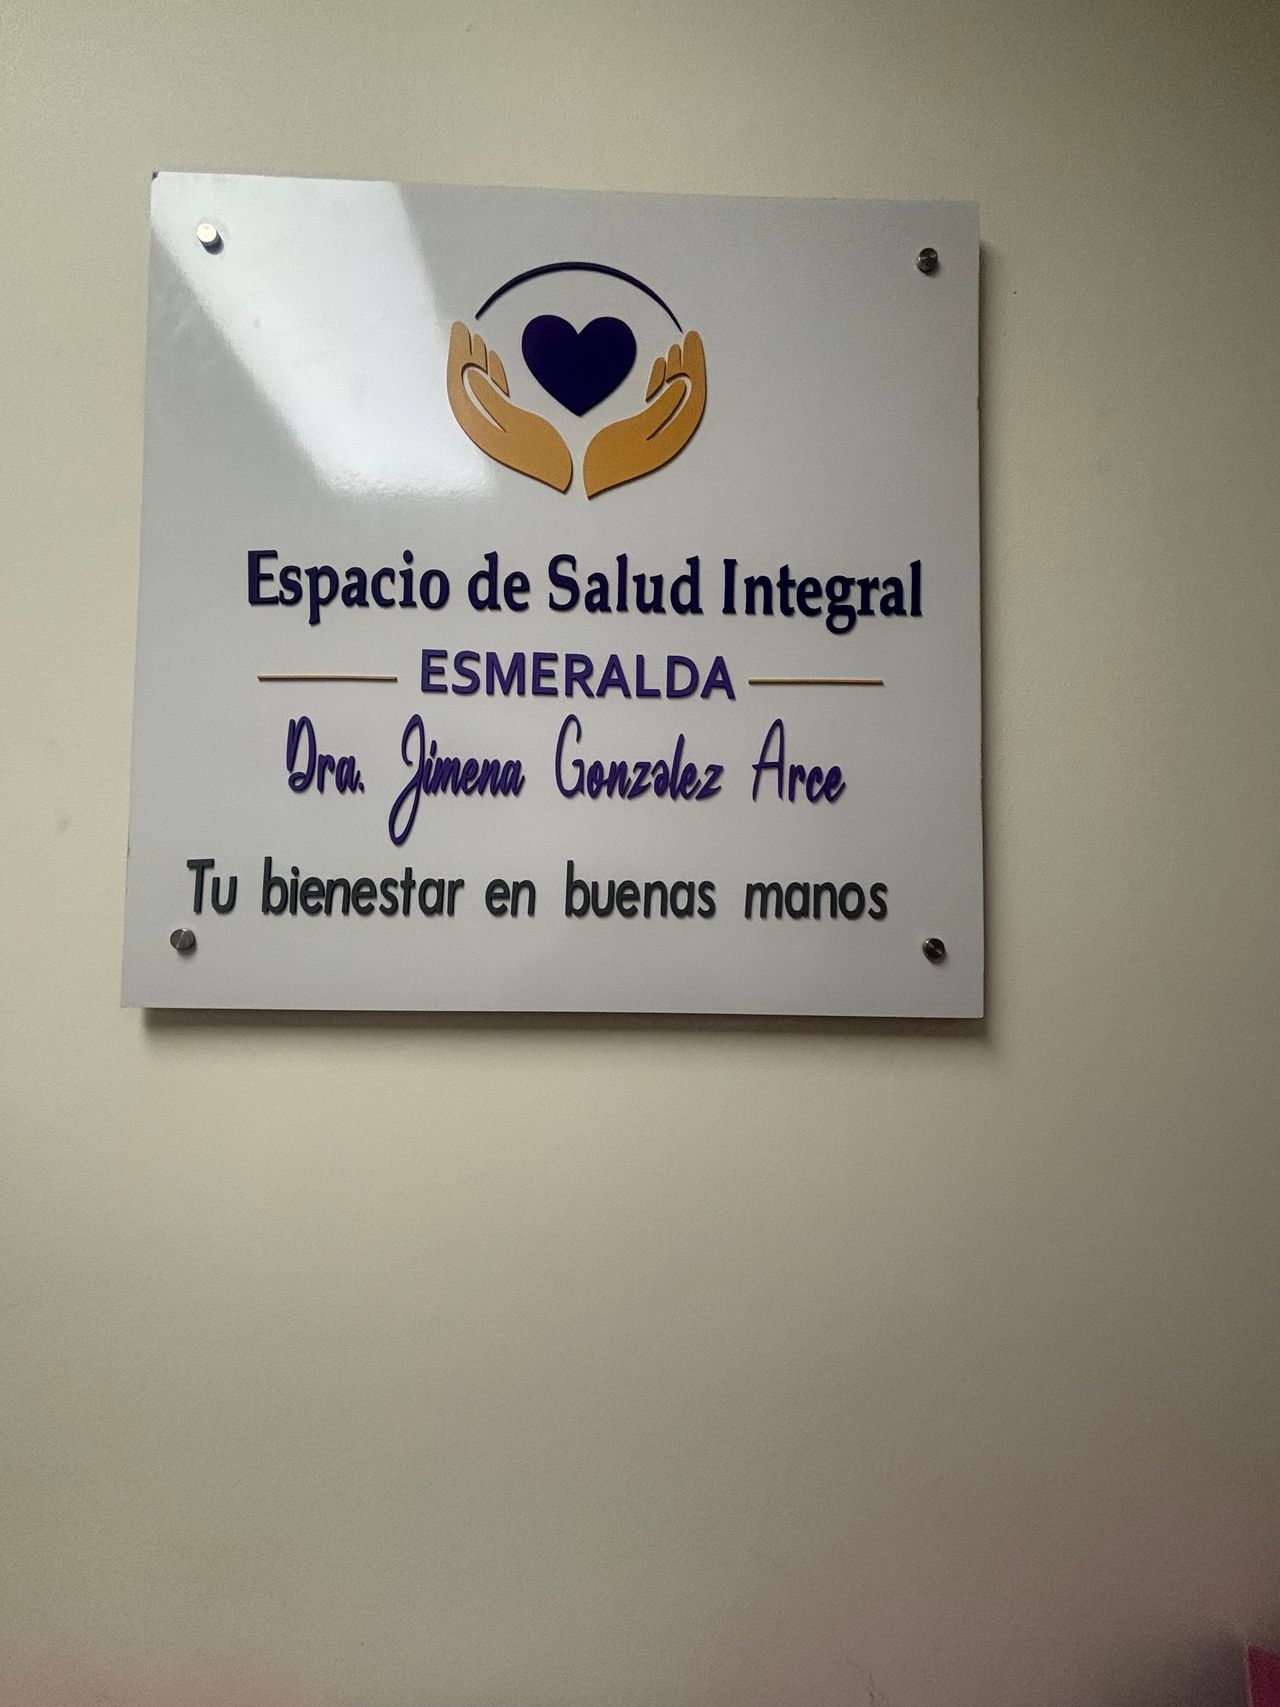 Espacio de Salud Integral
ESMERALDA
Dra. Jimena Gonzalez Arce
Tu bienestar en buenas manos